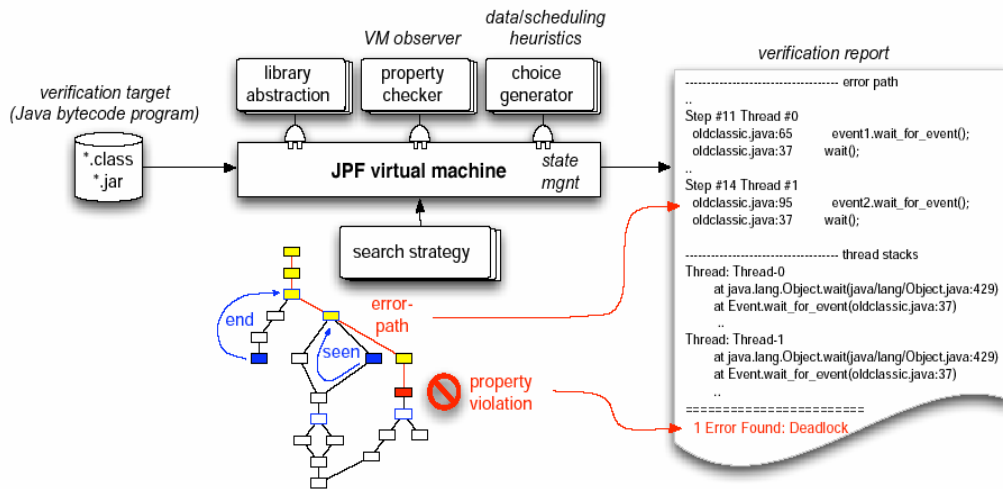 data/scheduling
heuristics
VM observer
verification report
library
abstraction
property
checker
choice
generator
verification target
(Java bytecode program)
*.class
*.jar
JPF virtual machine
state
mgnt
search strategy
error-
path
end
seen
property
violation
------------------------------------ error path
..
Step #11 Thread #0
oldclassic.java:65 event1.wait_for_event();
oldclassic.java:37 wait();
..
Step #14 Thread #1
oldclassic.java:95 event2.wait_for_event();
oldclassic.java:37 wait();
------------------------------------ thread stacks
Thread: Thread-0
at java.lang.Object.wait(java/lang/Object.java:429)
at Event.wait_for_event(oldclassic.java:37)
..
Thread: Thread-1
at java.lang.Object.wait(java/lang/Object.java:429)
at Event.wait_for_event(oldclassic.java:37)
..
========================
1 Error Found: Deadlock